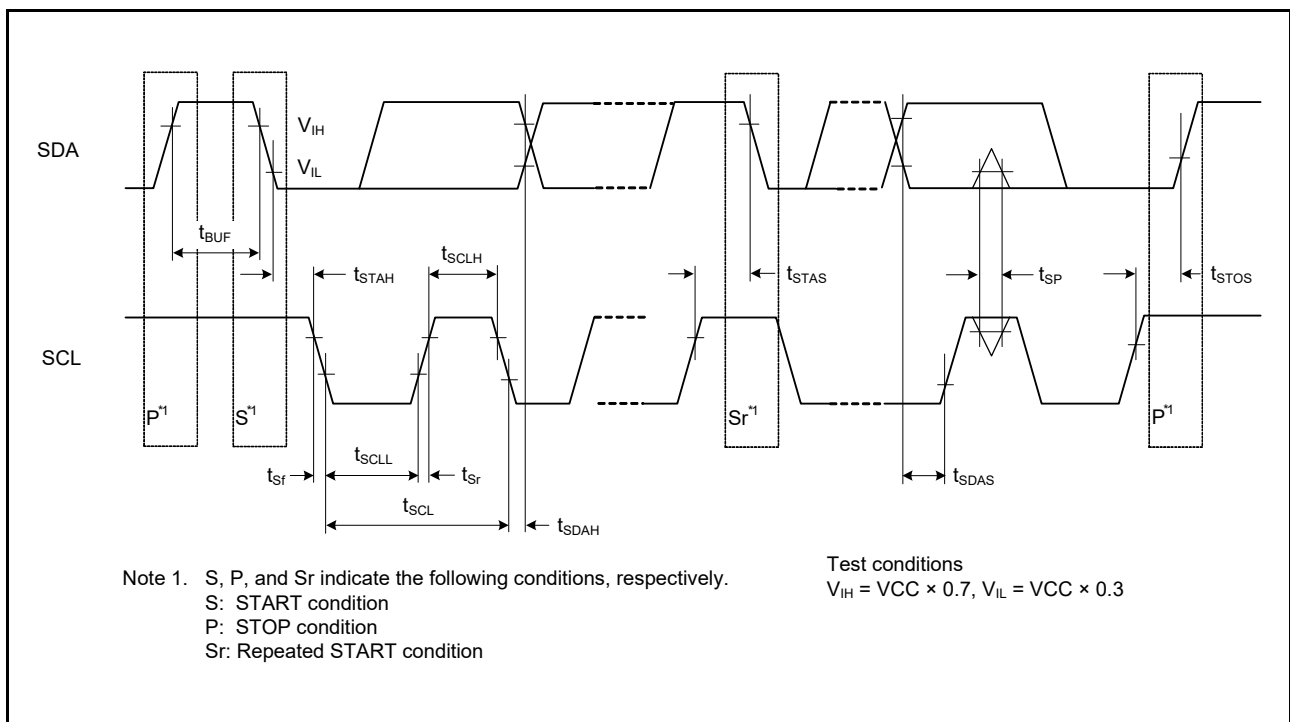 SDA
V_IH
V_IL
t_BUF
t_STAH
t_SCLH
t_STAS
t_SP
t_STOS
SCL
P*1
S*1
Sr*1
P*1
t_Sf
t_SCLL
t_Sr
t_SDAS
t_SCL
t_SDAH
Note 1. S, P, and Sr indicate the following conditions, respectively.
S: START condition
P: STOP condition
Sr: Repeated START condition
Test conditions
V_IH = VCC × 0.7, V_IL = VCC × 0.3